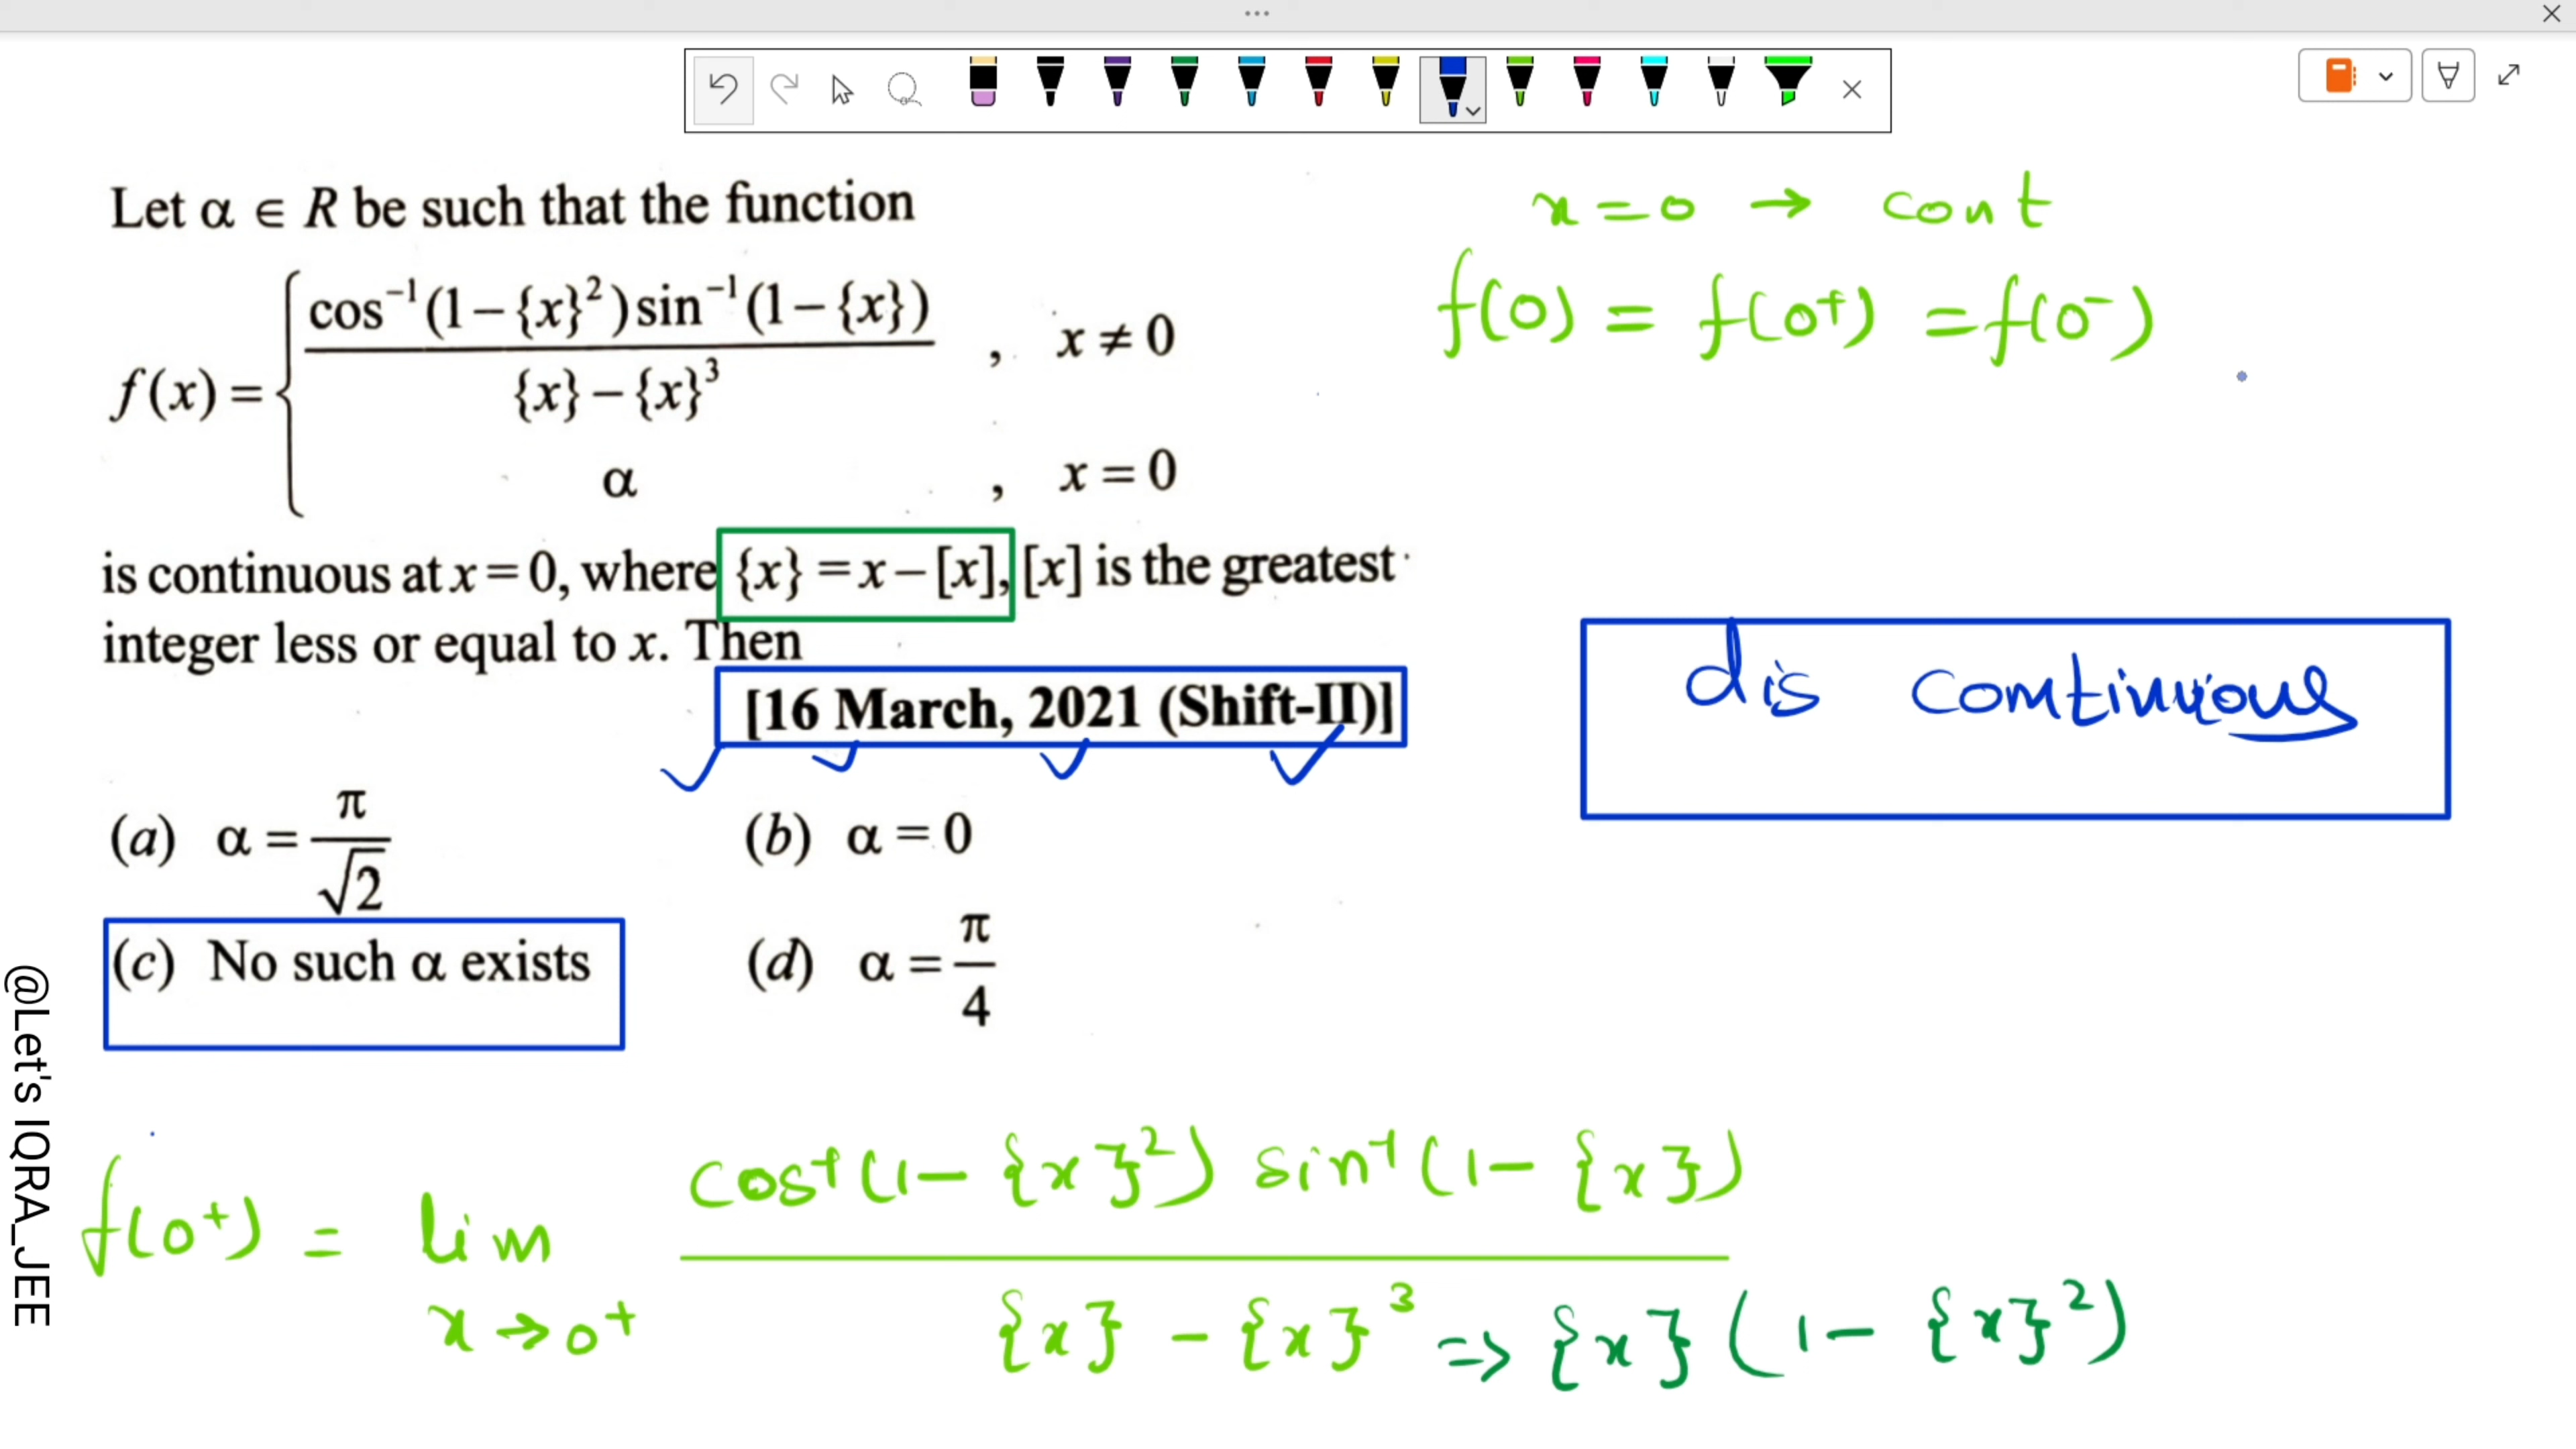 Let α ∈ R be such that the function
f(x) = { cos⁻¹(1−{x}²)sin⁻¹(1−{x}) / {x}−{x}³ , x ≠ 0
α , x = 0
is continuous at x = 0, where {x} = x − [x], [x] is the greatest
integer less or equal to x. Then
[16 March, 2021 (Shift-II)]
(a) α = π/√2 (b) α = 0
(c) No such α exists (d) α = π/4
x = 0 → cont
f(0) = f(0⁺) = f(0⁻)
dis continuous
f(0⁺) = lim x→0⁺ cos⁻¹(1−{x}²) sin⁻¹(1−{x}) / {x} − {x}³ ⇒ {x}(1−{x}²)
@Let's IQRA_JEE